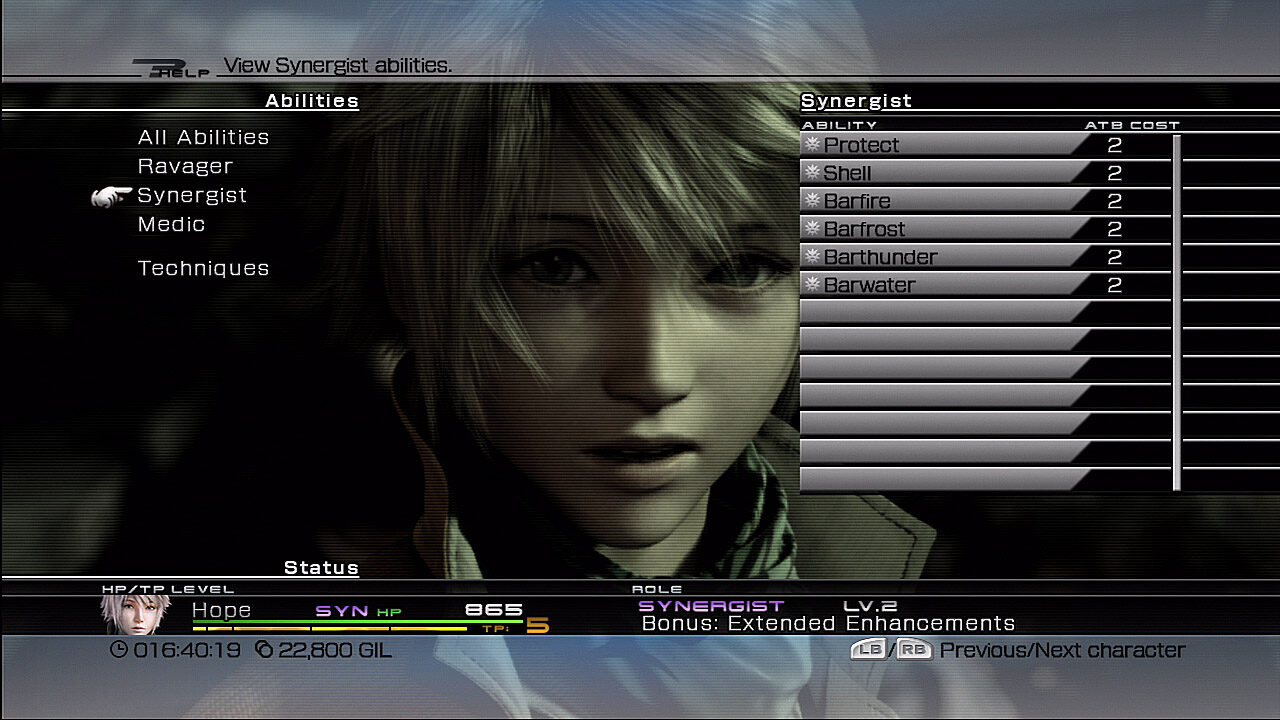 HELP View Synergist abilities.
Abilities
All Abilities
Ravager
Synergist
Medic
Techniques
Synergist
ABILITY ATB COST
Protect 2
Shell 2
Barfire 2
Barfrost 2
Barthunder 2
Barwater 2
Status
HP/TP LEVEL ROLE
Hope SYN HP 865 SYNERGIST LV.2
TP: 5 Bonus: Extended Enhancements
016:40:19 22,800 GIL LB/RB Previous/Next character